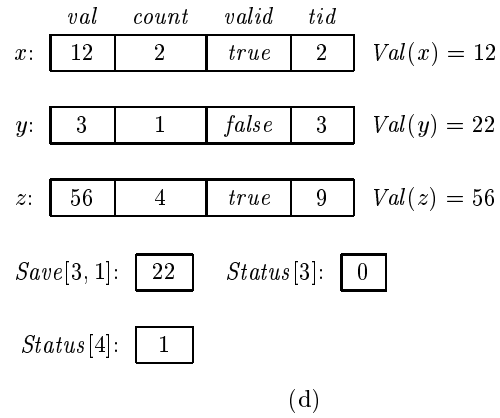 val count valid tid
x: 12 2 true 2 Val(x) = 12
y: 3 1 false 3 Val(y) = 22
z: 56 4 true 9 Val(z) = 56
Save[3, 1]: 22 Status[3]: 0
Status[4]: 1
(d)